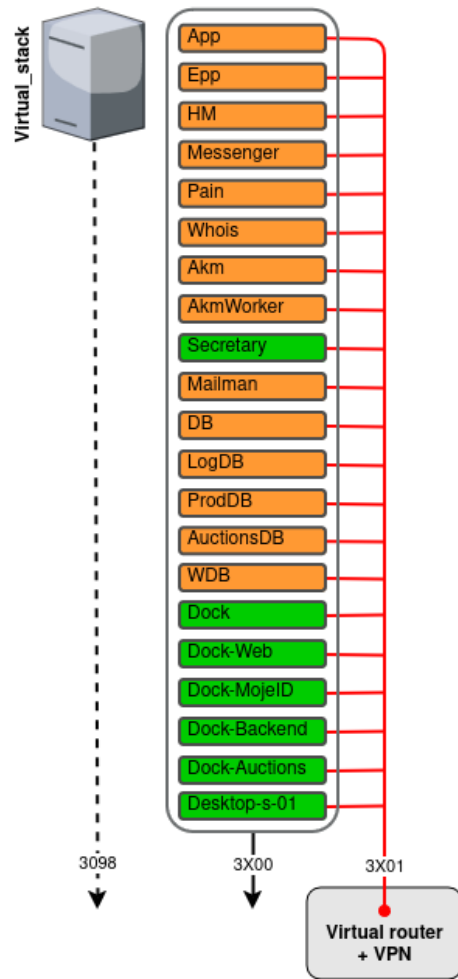 Virtual_stack
App
Epp
HM
Messenger
Pain
Whois
Akm
AkmWorker
Secretary
Mailman
DB
LogDB
ProdDB
AuctionsDB
WDB
Dock
Dock-Web
Dock-MojeID
Dock-Backend
Dock-Auctions
Desktop-s-01
3098
3X00
3X01
Virtual router
+ VPN